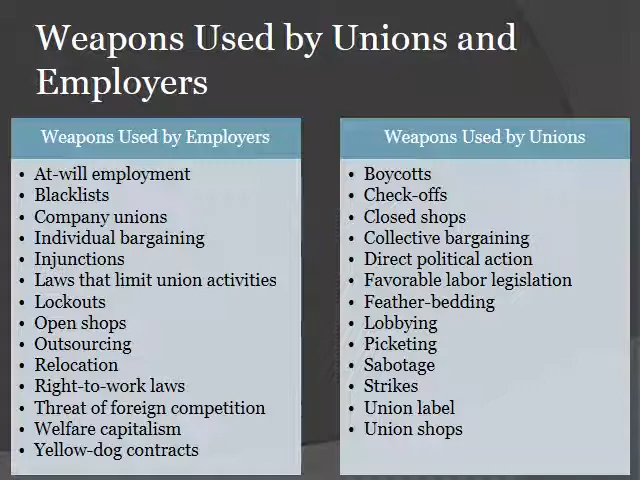 Weapons Used by Unions and
Employers
Weapons Used by Employers
• At-will employment
• Blacklists
• Company unions
• Individual bargaining
• Injunctions
• Laws that limit union activities
• Lockouts
• Open shops
• Outsourcing
• Relocation
• Right-to-work laws
• Threat of foreign competition
• Welfare capitalism
• Yellow-dog contracts
Weapons Used by Unions
• Boycotts
• Check-offs
• Closed shops
• Collective bargaining
• Direct political action
• Favorable labor legislation
• Feather-bedding
• Lobbying
• Picketing
• Sabotage
• Strikes
• Union label
• Union shops